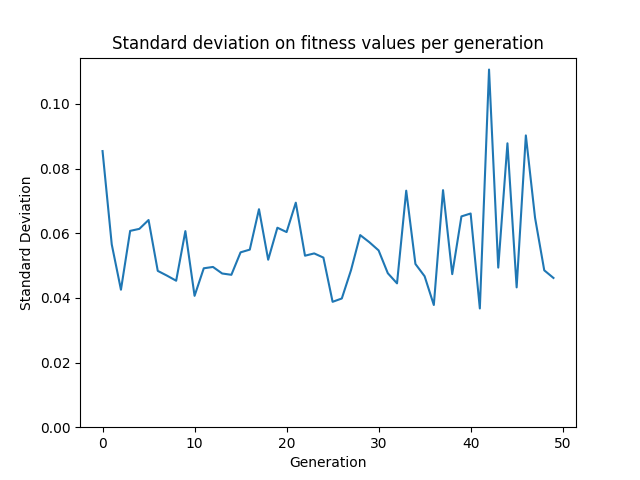 Standard deviation on fitness values per generation
0.10
0.08
0.06
0.04
0.02
0.00
Standard Deviation
0 10 20 30 40 50
Generation